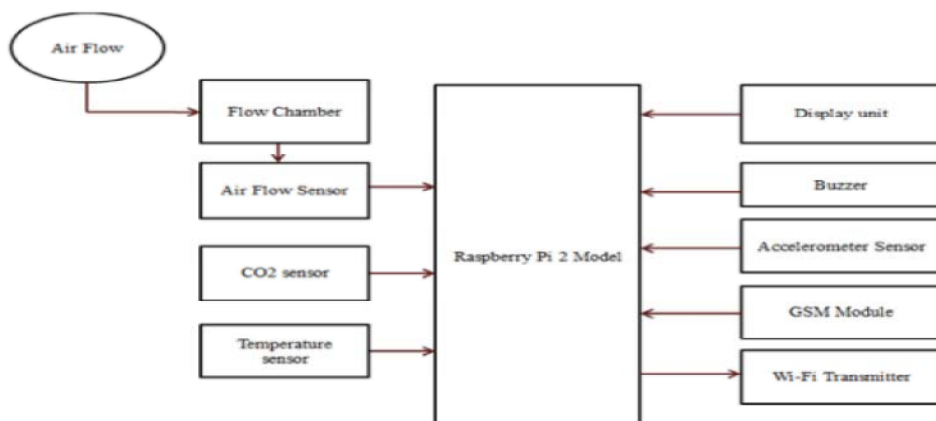 Air Flow
Flow Chamber
Air Flow Sensor
CO2 sensor
Temperature
sensor
Raspberry Pi 2 Model
Display unit
Buzzer
Accelerometer Sensor
GSM Module
Wi-Fi Transmitter